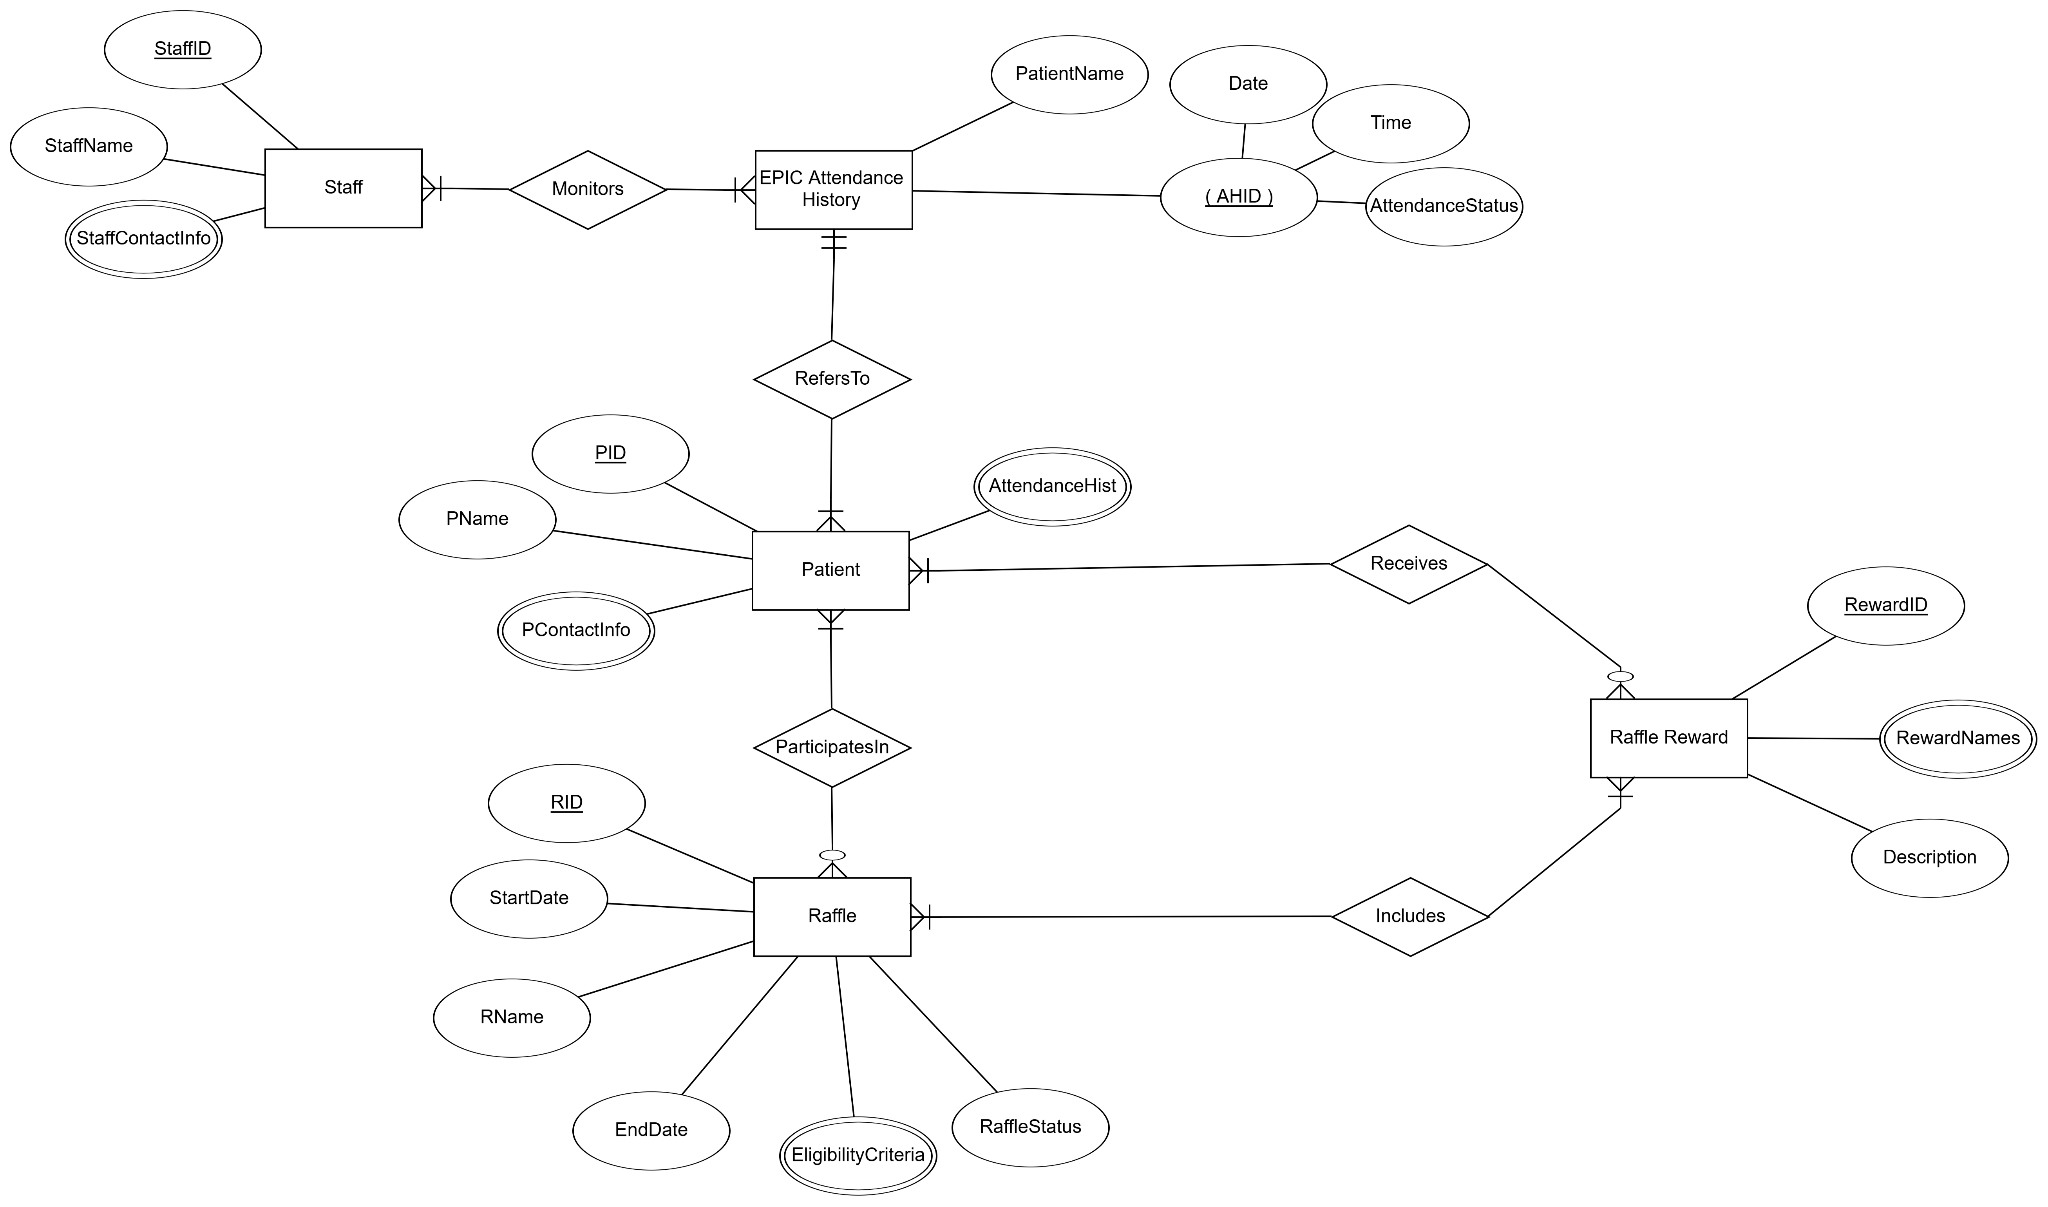 StaffID
StaffName
StaffContactInfo
Staff
Monitors
EPIC Attendance
History
PatientName
Date
Time
( AHID )
AttendanceStatus
RefersTo
PID
PName
PContactInfo
AttendanceHist
Patient
Receives
RewardID
RewardNames
Description
Raffle Reward
ParticipatesIn
RID
StartDate
RName
EndDate
EligibilityCriteria
RaffleStatus
Raffle
Includes